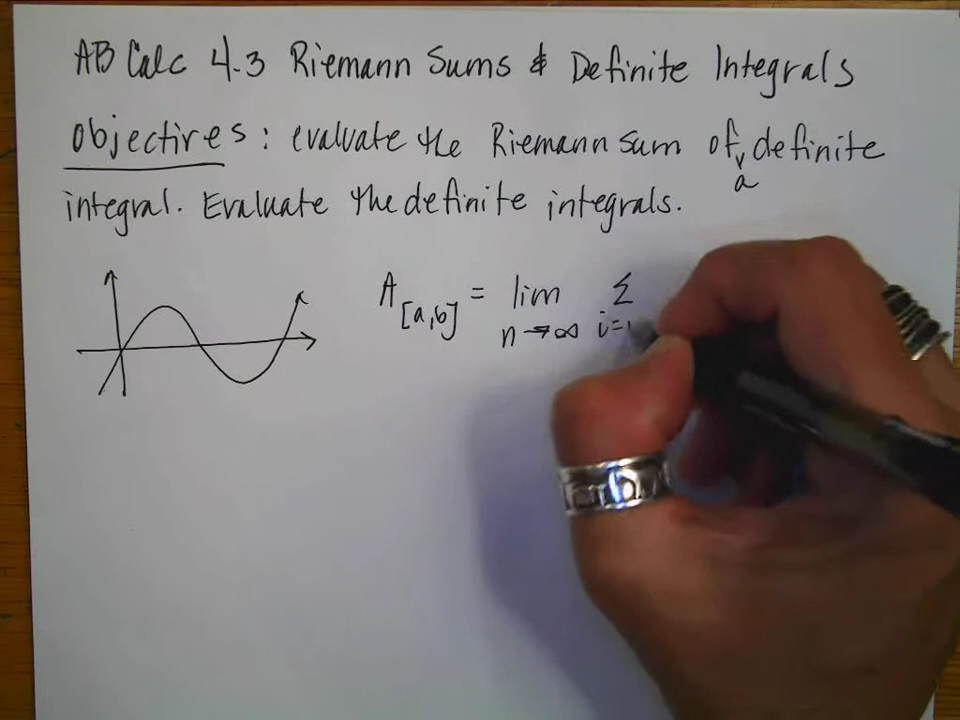 AB Calc 4.3 Riemann Sums & Definite Integrals
objectives: evaluate the Riemann sum of a definite
integral. Evaluate the definite integrals.
A[a,b] = lim n→∞ Σ i=1